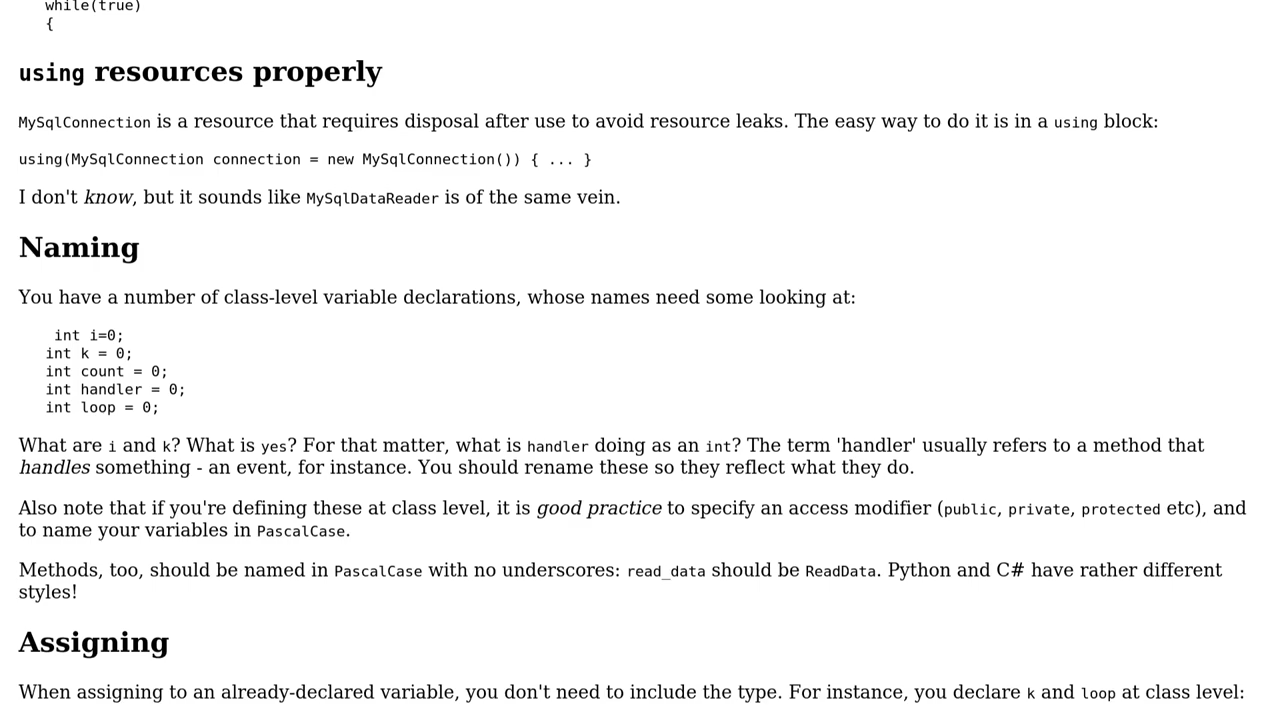 while(true)
{
using resources properly
MySqlConnection is a resource that requires disposal after use to avoid resource leaks. The easy way to do it is in a using block:
using(MySqlConnection connection = new MySqlConnection()) { ... }
I don't know, but it sounds like MySqlDataReader is of the same vein.
Naming
You have a number of class-level variable declarations, whose names need some looking at:
int i=0;
int k = 0;
int count = 0;
int handler = 0;
int loop = 0;
What are i and k? What is yes? For that matter, what is handler doing as an int? The term 'handler' usually refers to a method that
handles something - an event, for instance. You should rename these so they reflect what they do.
Also note that if you're defining these at class level, it is good practice to specify an access modifier (public, private, protected etc), and
to name your variables in PascalCase.
Methods, too, should be named in PascalCase with no underscores: read_data should be ReadData. Python and C# have rather different
styles!
Assigning
When assigning to an already-declared variable, you don't need to include the type. For instance, you declare k and loop at class level: